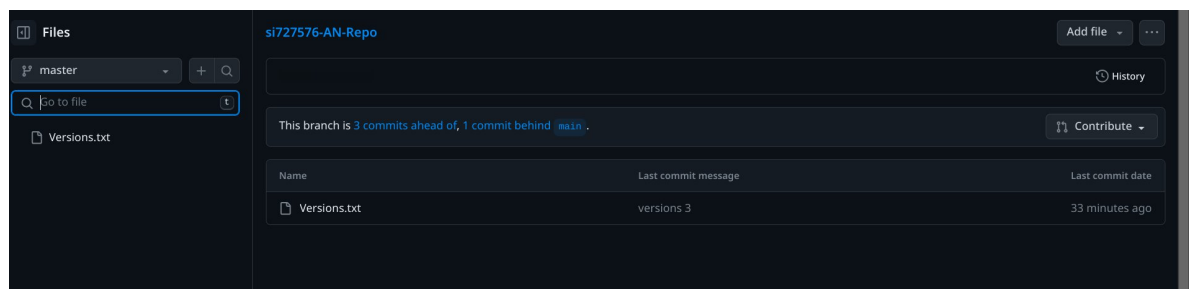 Files
master
Go to file
t
Versions.txt
si727576-AN-Repo
Add file
History
This branch is 3 commits ahead of, 1 commit behind main .
Contribute
Name Last commit message Last commit date
Versions.txt versions 3 33 minutes ago